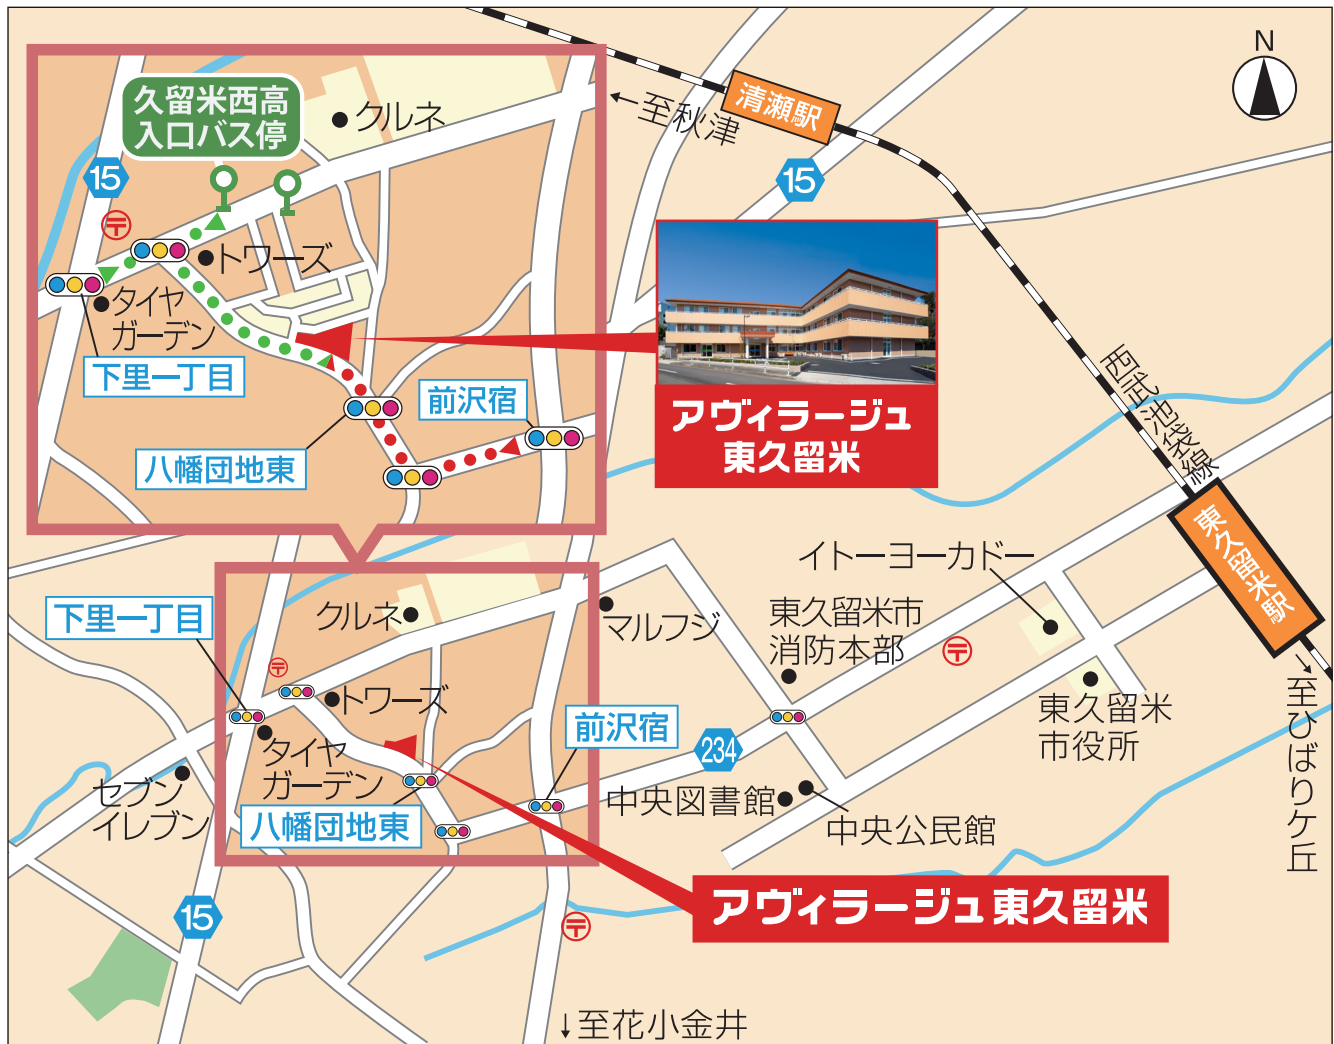 N
久留米西高
入口バス停
クルネ
至秋津
清瀬駅
15
15
トワーズ
タイヤ
ガーデン
下里一丁目
前沢宿
八幡団地東
アヴィラージュ
東久留米
西武池袋線
東久留米駅
イトーヨーカドー
下里一丁目
クルネ
マルフジ
東久留米市
消防本部
トワーズ
前沢宿
234
東久留米
市役所
至ひばりケ丘
タイヤ
ガーデン
セブン
イレブン
八幡団地東
中央図書館
中央公民館
15
アヴィラージュ東久留米
至花小金井